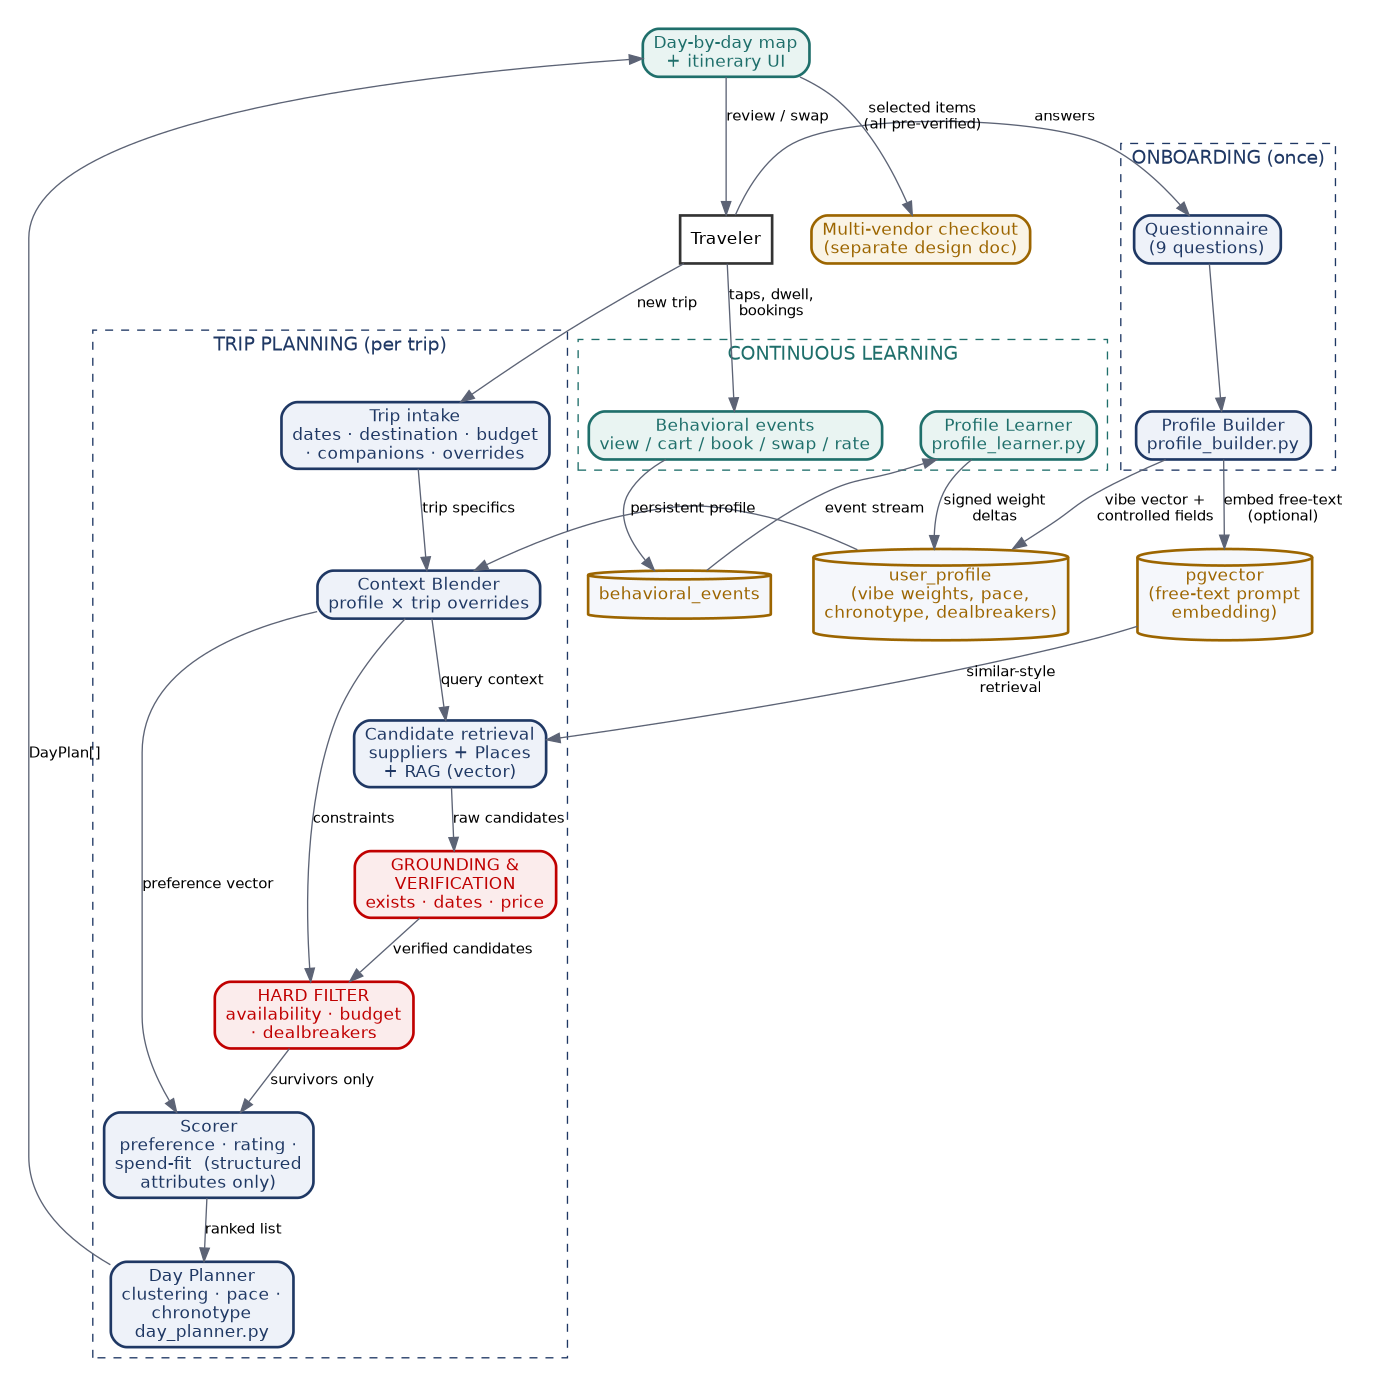 Day-by-day map
+ itinerary UI
review / swap
selected items
(all pre-verified)
answers
ONBOARDING (once)
Traveler
Multi-vendor checkout
(separate design doc)
Questionnaire
(9 questions)
new trip
taps, dwell,
bookings
TRIP PLANNING (per trip)
CONTINUOUS LEARNING
Trip intake
dates · destination · budget
· companions · overrides
Behavioral events
view / cart / book / swap / rate
Profile Learner
profile_learner.py
Profile Builder
profile_builder.py
trip specifics
persistent profile
event stream
signed weight
deltas
vibe vector +
controlled fields
embed free-text
(optional)
Context Blender
profile × trip overrides
behavioral_events
user_profile
(vibe weights, pace,
chronotype, dealbreakers)
pgvector
(free-text prompt
embedding)
query context
similar-style
retrieval
Candidate retrieval
suppliers + Places
+ RAG (vector)
DayPlan[]
constraints
raw candidates
GROUNDING &
VERIFICATION
exists · dates · price
preference vector
verified candidates
HARD FILTER
availability · budget
· dealbreakers
survivors only
Scorer
preference · rating ·
spend-fit  (structured
attributes only)
ranked list
Day Planner
clustering · pace ·
chronotype
day_planner.py